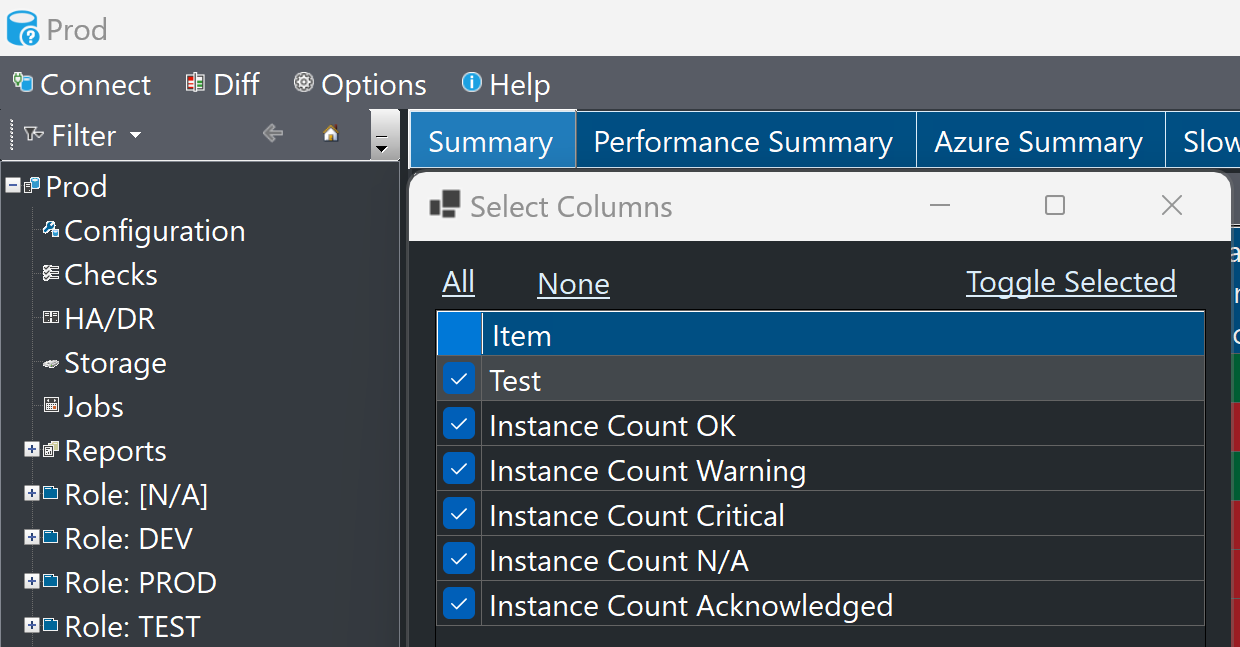 Prod
Connect Diff Options Help
Filter
Summary Performance Summary Azure Summary Slow
Prod
Configuration
Checks
HA/DR
Storage
Jobs
Reports
Role: [N/A]
Role: DEV
Role: PROD
Role: TEST
Select Columns
All None Toggle Selected
Item
Test
Instance Count OK
Instance Count Warning
Instance Count Critical
Instance Count N/A
Instance Count Acknowledged